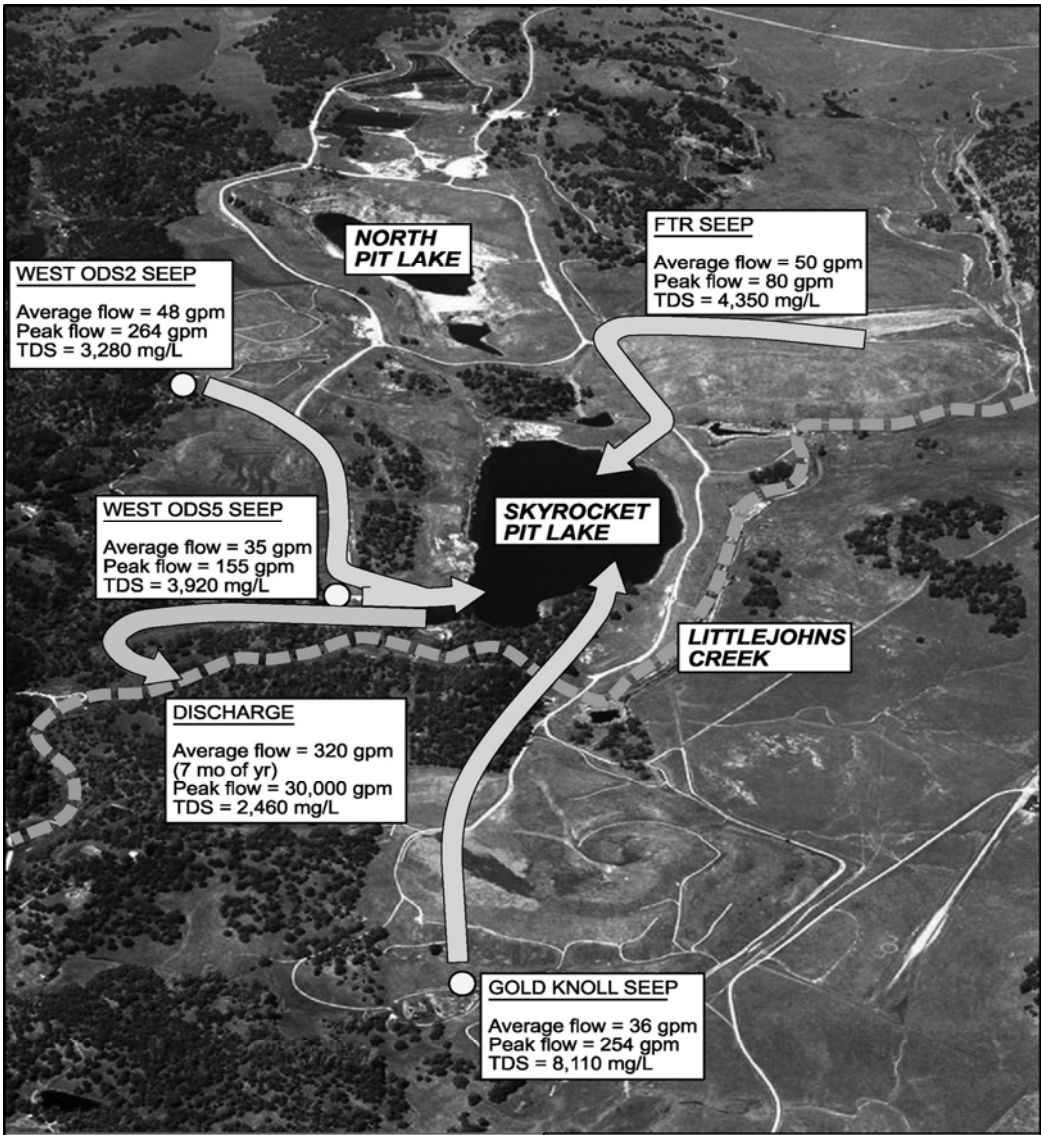 NORTH
PIT LAKE
FTR SEEP
Average flow = 50 gpm
Peak flow = 80 gpm
TDS = 4,350 mg/L
WEST ODS2 SEEP
Average flow = 48 gpm
Peak flow = 264 gpm
TDS = 3,280 mg/L
WEST ODS5 SEEP
Average flow = 35 gpm
Peak flow = 155 gpm
TDS = 3,920 mg/L
SKYROCKET
PIT LAKE
LITTLEJOHNS
CREEK
DISCHARGE
Average flow = 320 gpm
(7 mo of yr)
Peak flow = 30,000 gpm
TDS = 2,460 mg/L
GOLD KNOLL SEEP
Average flow = 36 gpm
Peak flow = 254 gpm
TDS = 8,110 mg/L